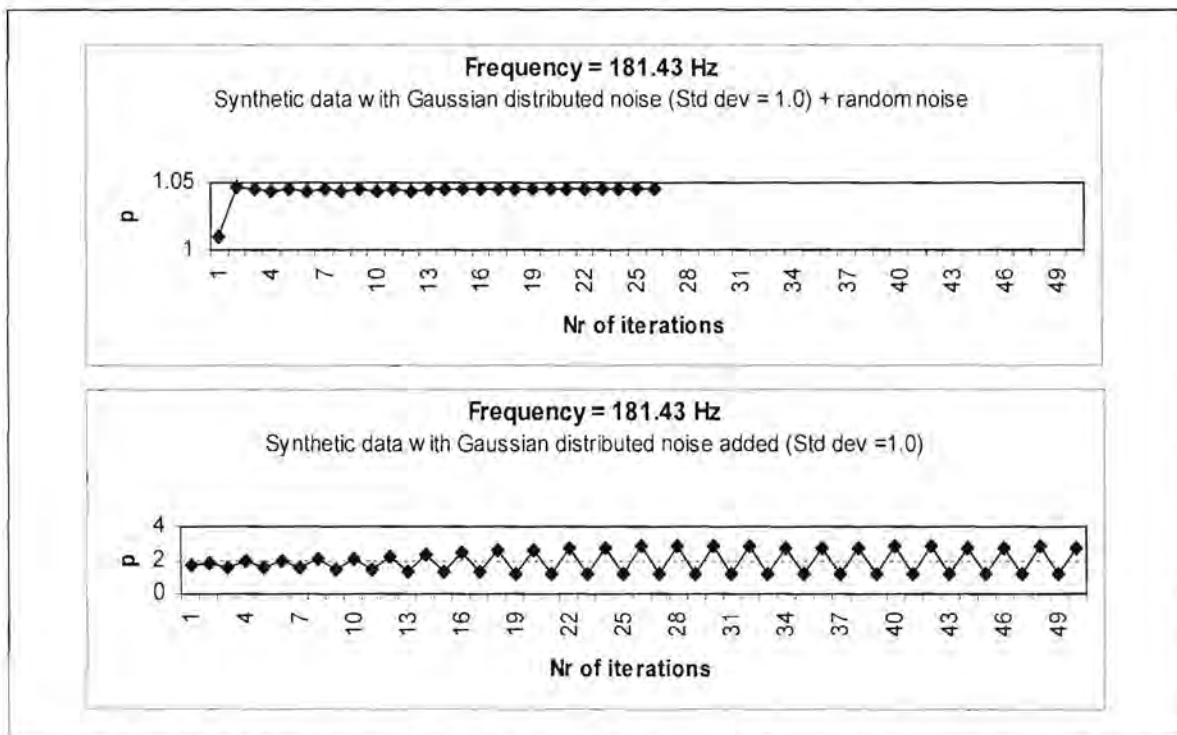 Frequency = 181.43 Hz
Synthetic data with Gaussian distributed noise (Std dev = 1.0) + random noise
1.05
p
1
1 4 7 10 13 16 19 22 25 28 31 34 37 40 43 46 49
Nr of iterations
Frequency = 181.43 Hz
Synthetic data with Gaussian distributed noise added (Std dev =1.0)
4
p
2
0
1 4 7 10 13 16 19 22 25 28 31 34 37 40 43 46 49
Nr of iterations